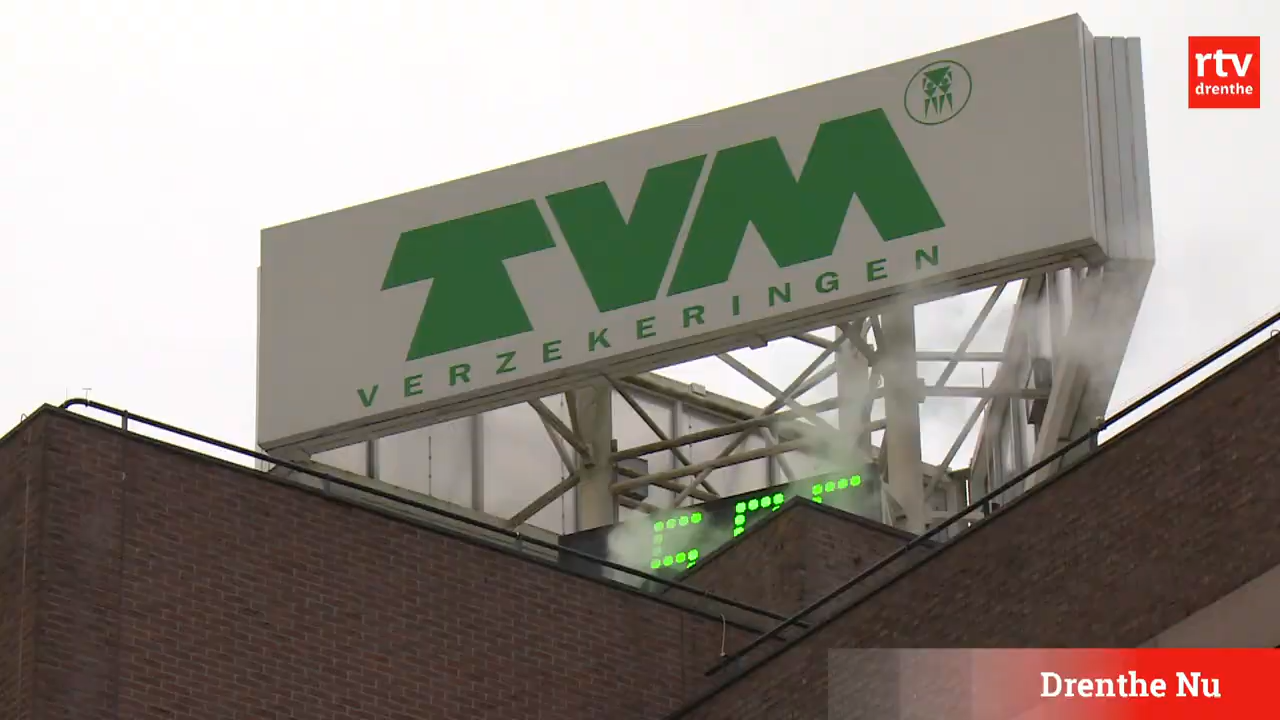 rtv
drenthe
TVM
VERZEKERINGEN
Drenthe Nu